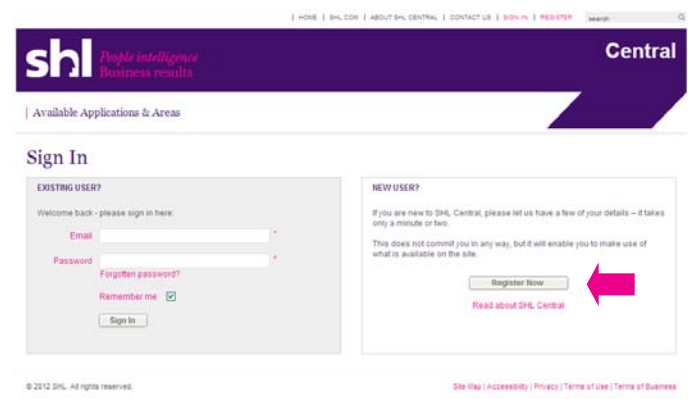 | HOME | SHL.COM | ABOUT SHL CENTRAL | CONTACT US | SIGN IN | REGISTER search
shl People intelligence
Business results
Central
| Available Applications & Areas
Sign In
EXISTING USER?
Welcome back - please sign in here:
Email *
Password *
Forgotten password?
Remember me
Sign In
NEW USER?
If you are new to SHL Central, please let us have a few of your details – it takes
only a minute or two.
This does not commit you in any way, but it will enable you to make use of
what is available on the site.
Register Now
Read about SHL Central
© 2012 SHL. All rights reserved.
Site Map | Accessibility | Privacy | Terms of Use | Terms of Business